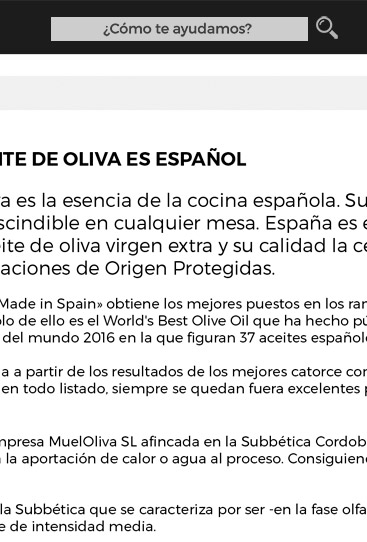 ¿Cómo te ayudamos?
ITE DE OLIVA ES ESPAÑOL
a es la esencia de la cocina española. Su
scindible en cualquier mesa. España es e
ite de oliva virgen extra y su calidad la ce
aciones de Origen Protegidas.
Made in Spain» obtiene los mejores puestos en los ran
lo de ello es el World's Best Olive Oil que ha hecho pú
del mundo 2016 en la que figuran 37 aceites español
a a partir de los resultados de los mejores catorce con
en todo listado, siempre se quedan fuera excelentes p
mpresa MuelOliva SL afincada en la Subbética Cordob
la aportación de calor o agua al proceso. Consiguien
la Subbética que se caracteriza por ser -en la fase olfa
e de intensidad media.